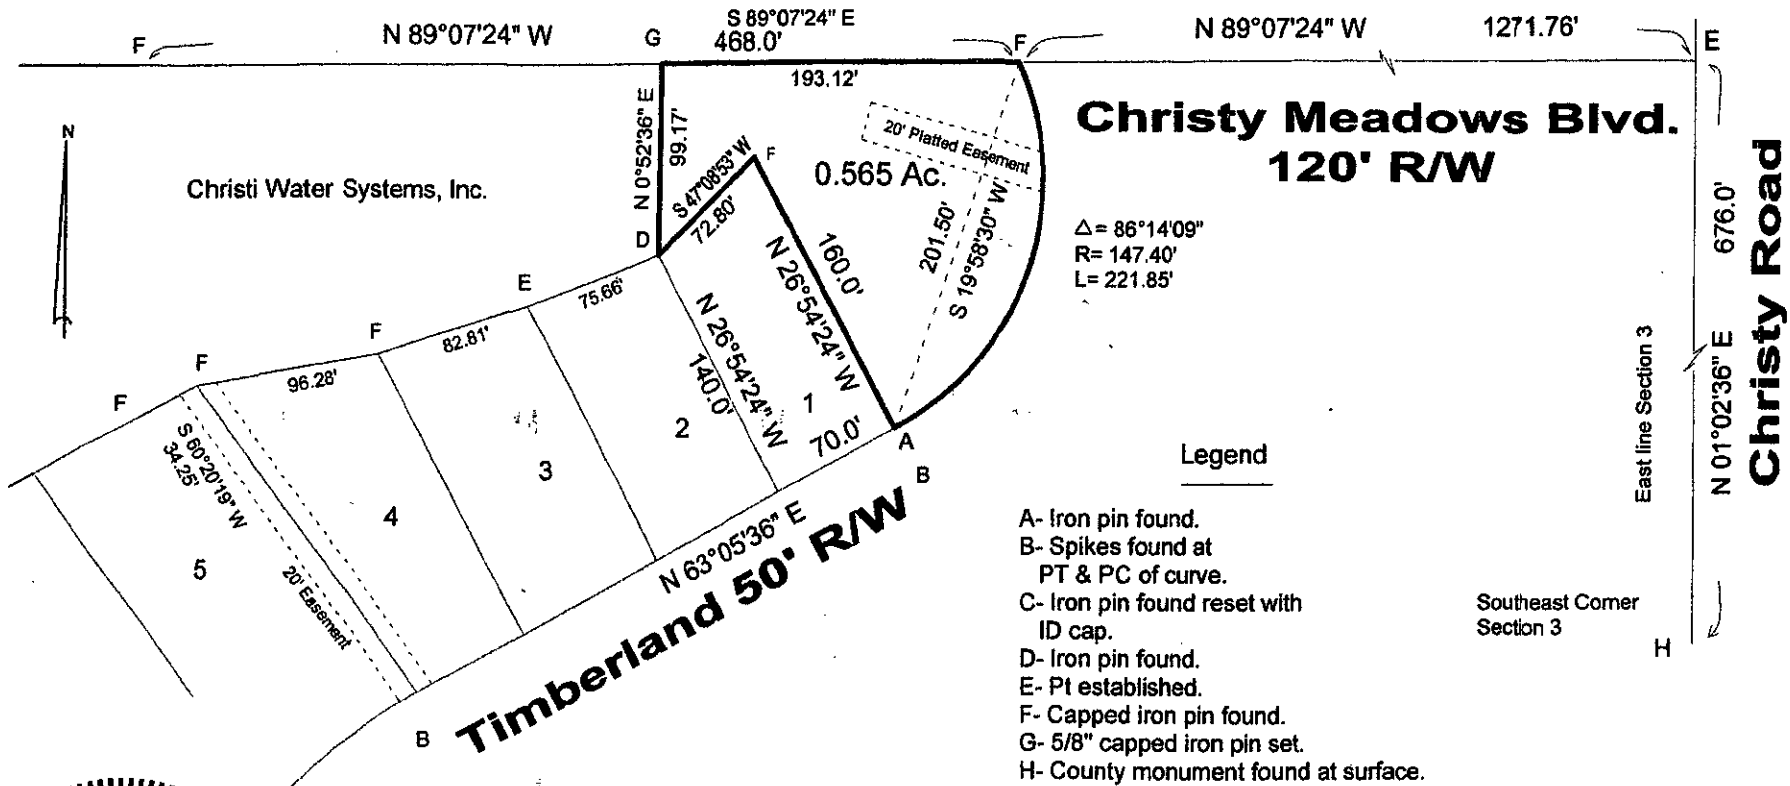 S 89°07'24" E
F
N 89°07'24" W
G
468.0'
F
N 89°07'24" W
1271.76'
E
193.12'
N 0°52'36" E
99.17'
20' Platted Easement
Christy Meadows Blvd.
120' R/W
N
Christi Water Systems, Inc.
S 47°08'53" W
72.80'
F
0.565 Ac.
D
160.0'
N 26°54'24" W
201.50'
S 19°58'30" W
Δ= 86°14'09"
R= 147.40'
L= 221.85'
676.0'
Christy Road
N 01°02'36" E
East line Section 3
E
75.66'
F
82.81'
F
96.28'
F
N 26°54'24" W
140.0'
1
70.0'
2
3
4
5
S 60°20'19" W
34.25'
20' Easement
A
B
N 63°05'36" E
Timberland 50' R/W
B
Legend
A- Iron pin found.
B- Spikes found at
PT & PC of curve.
C- Iron pin found reset with
ID cap.
D- Iron pin found.
E- Pt established.
F- Capped iron pin found.
G- 5/8" capped iron pin set.
H- County monument found at surface.
Southeast Corner
Section 3
H